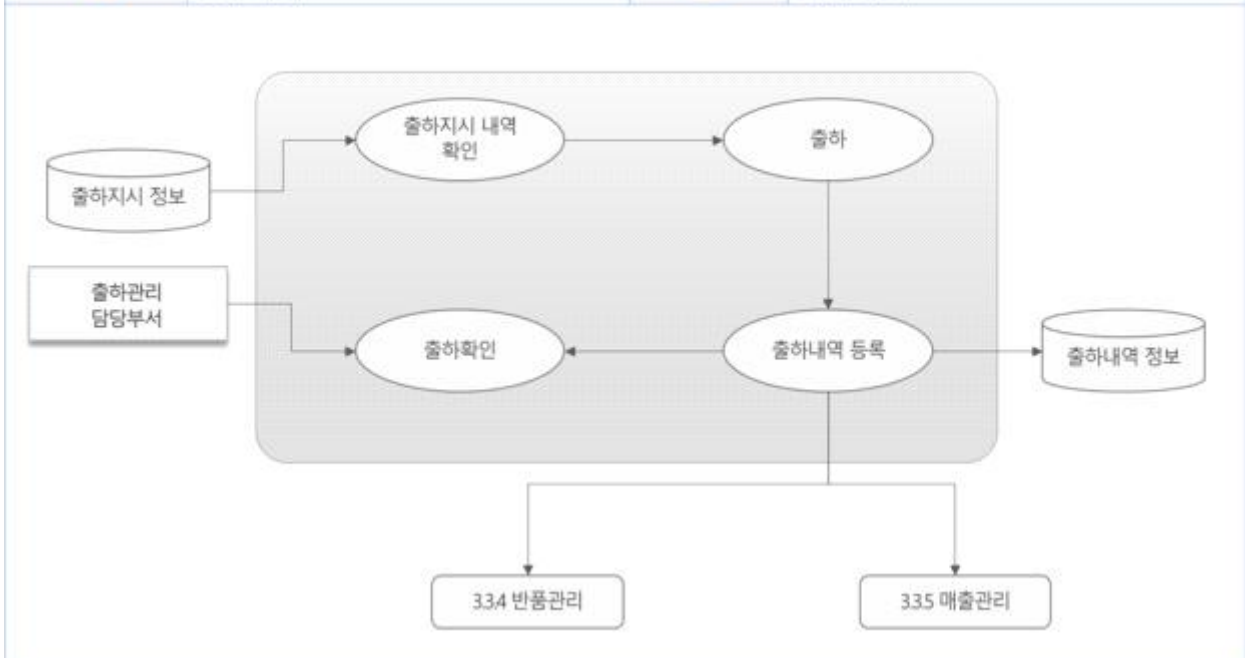 출하지시 내역
확인
출하
출하지시 정보
출하관리
담당부서
출하확인
출하내역 등록
출하내역 정보
3.3.4 반품관리
3.3.5 매출관리